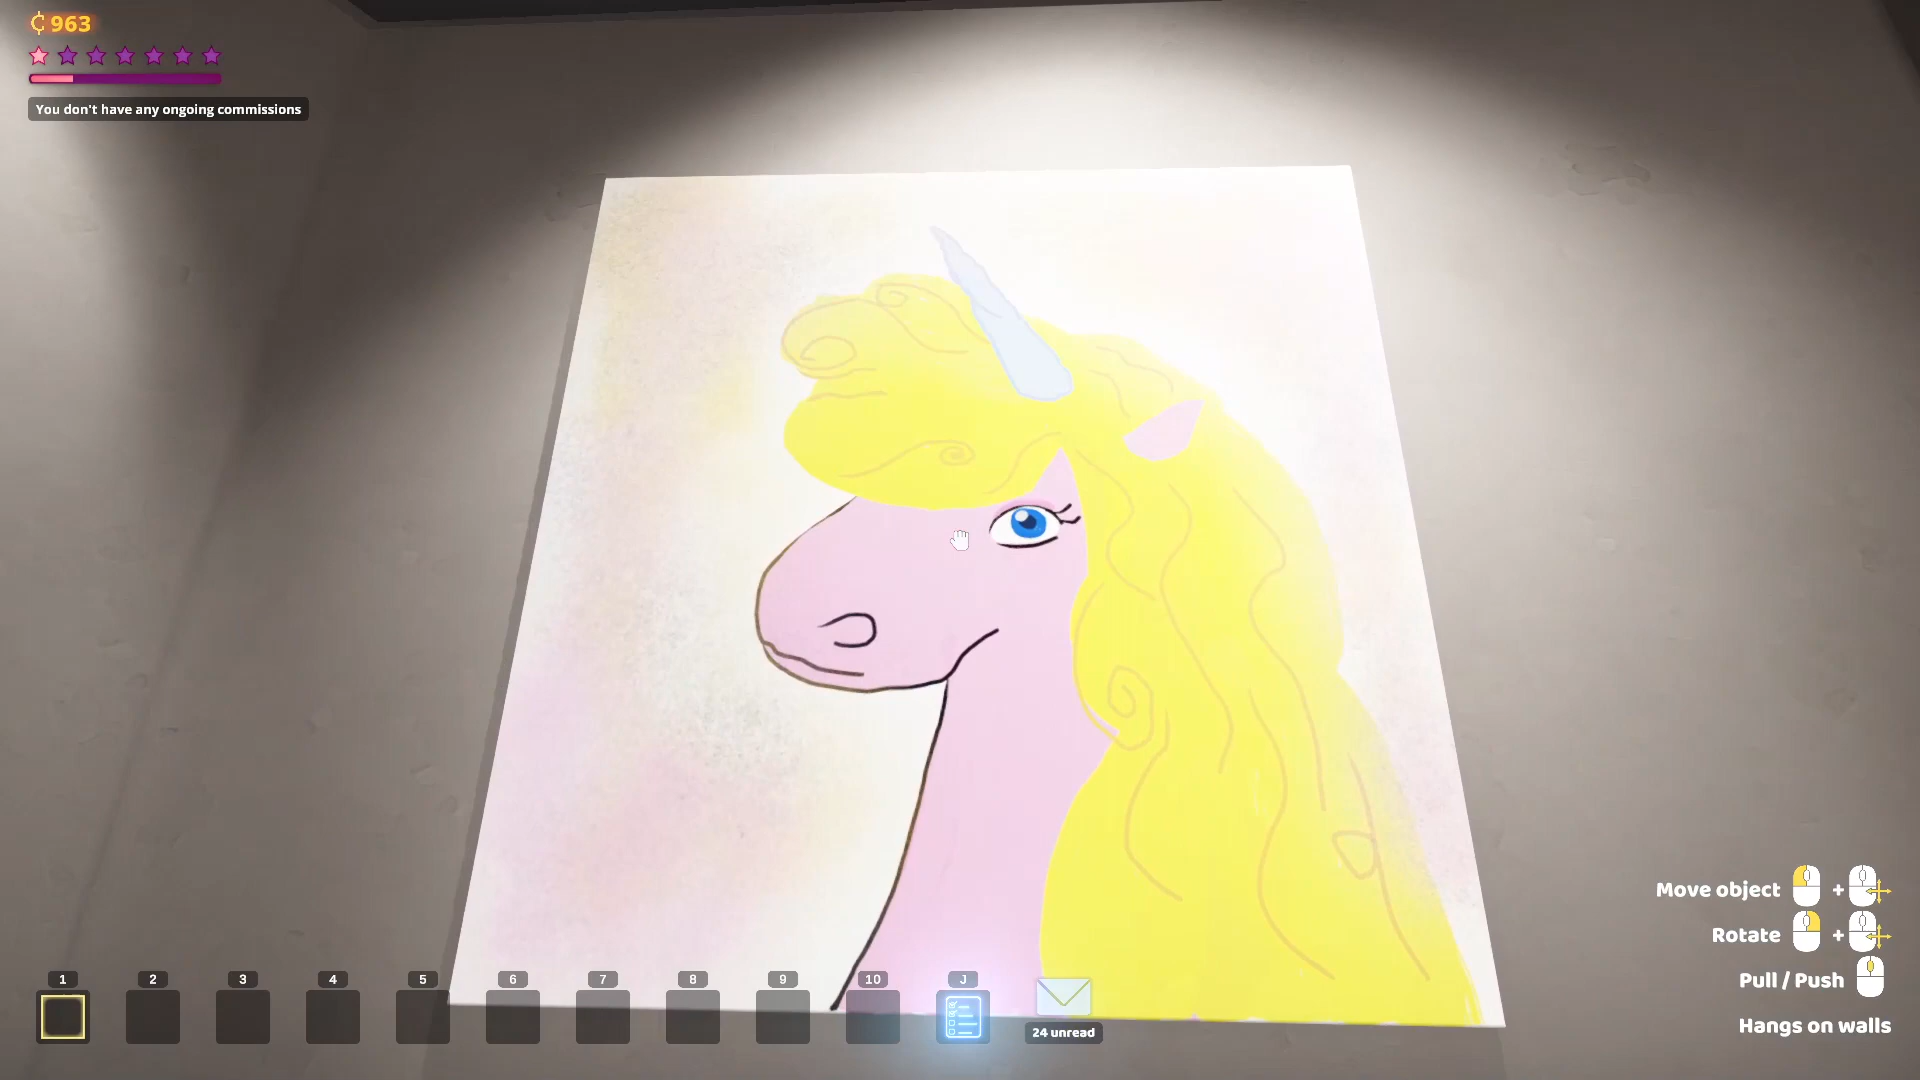 ₵ 963
You don't have any ongoing commissions
Move object +
Rotate +
Pull / Push
Hangs on walls
1 2 3 4 5 6 7 8 9 10 J
24 unread